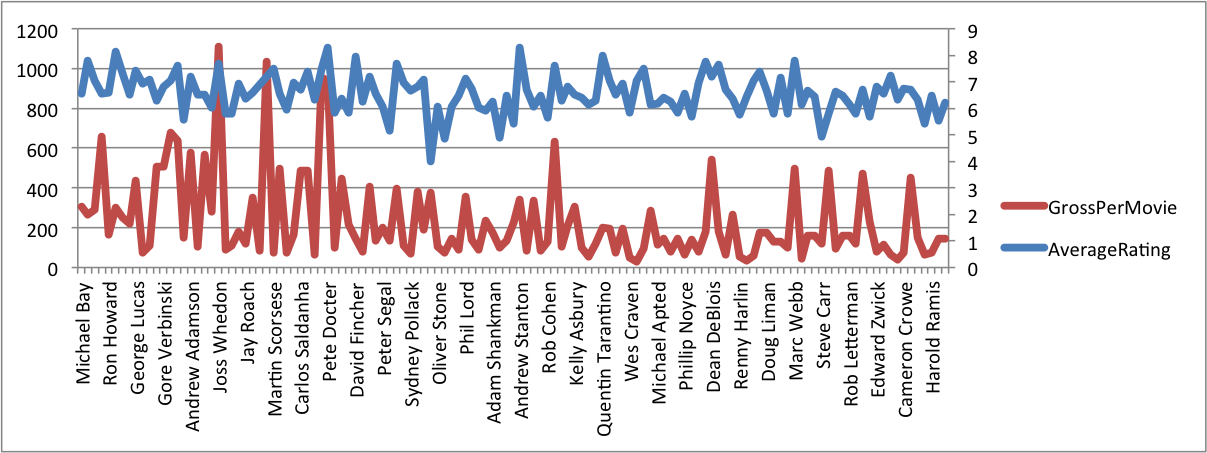 1200
1000
800
600
400
200
0
9
8
7
6
5
4
3
2
1
0
Michael Bay
Ron Howard
George Lucas
Gore Verbinski
Andrew Adamson
Joss Whedon
Jay Roach
Martin Scorsese
Carlos Saldanha
Pete Docter
David Fincher
Peter Segal
Sydney Pollack
Oliver Stone
Phil Lord
Adam Shankman
Andrew Stanton
Rob Cohen
Kelly Asbury
Quentin Tarantino
Wes Craven
Michael Apted
Phillip Noyce
Dean DeBlois
Renny Harlin
Doug Liman
Marc Webb
Steve Carr
Rob Letterman
Edward Zwick
Cameron Crowe
Harold Ramis
GrossPerMovie
AverageRating